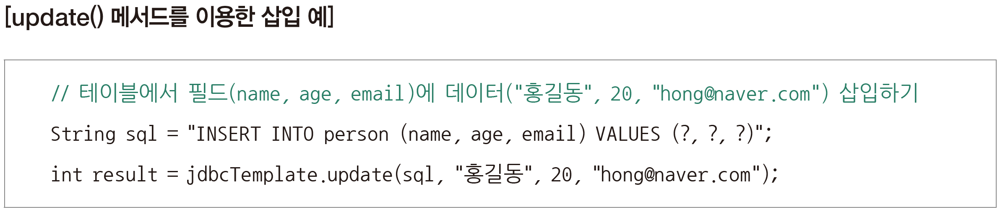 [update() 메서드를 이용한 삽입 예]
// 테이블에서 필드(name, age, email)에 데이터("홍길동", 20, "hong@naver.com") 삽입하기
String sql = "INSERT INTO person (name, age, email) VALUES (?, ?, ?)";
int result = jdbcTemplate.update(sql, "홍길동", 20, "hong@naver.com");